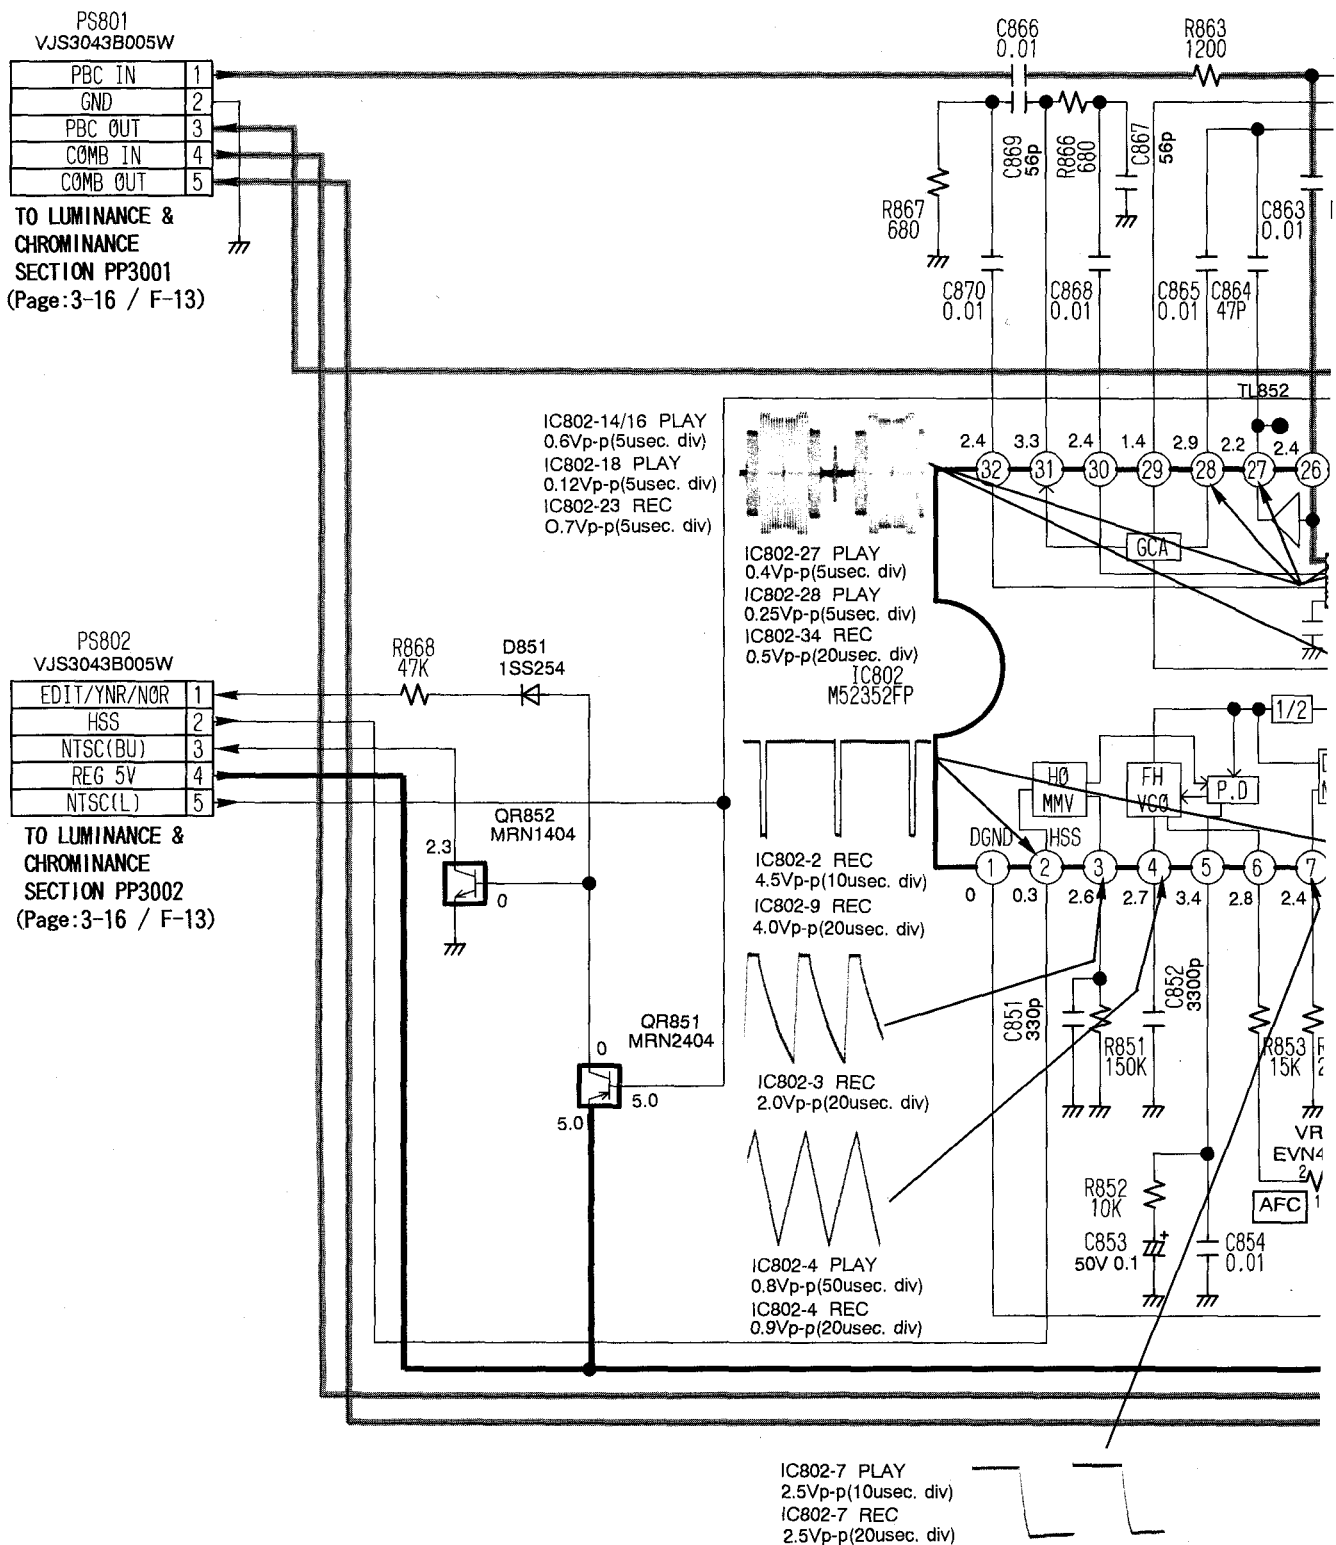 PS801
VJS3043B005W
PBC IN 1
GND 2
PBC OUT 3
COMB IN 4
COMB OUT 5
TO LUMINANCE &
CHROMINANCE
SECTION PP3001
(Page:3-16 / F-13)
C866
0.01
R863
1200
C869
56p
R866
680
C867
56p
R867
680
C863
0.01
C870
0.01
C868
0.01
C865
0.01
C864
47P
TL852
IC802-14/16 PLAY
0.6Vp-p(5usec. div)
IC802-18 PLAY
0.12Vp-p(5usec. div)
IC802-23 REC
0.7Vp-p(5usec. div)
2.4 3.3 2.4 1.4 2.9 2.2 2.4
32 31 30 29 28 27 26
GCA
IC802-27 PLAY
0.4Vp-p(5usec. div)
IC802-28 PLAY
0.25Vp-p(5usec. div)
IC802-34 REC
0.5Vp-p(20usec. div)
IC802
M52352FP
PS802
VJS3043B005W
EDIT/YNR/NOR 1
HSS 2
NTSC(BU) 3
REG 5V 4
NTSC(L) 5
TO LUMINANCE &
CHROMINANCE
SECTION PP3002
(Page:3-16 / F-13)
R868
47K
D851
1SS254
1/2
HØ
MMV
FH
VCO
P.D
QR852
MRN1404
2.3
0
DGND HSS
1 2 3 4 5 6 7
0 0.3 2.6 2.7 3.4 2.8 2.4
IC802-2 REC
4.5Vp-p(10usec. div)
IC802-9 REC
4.0Vp-p(20usec. div)
C851
330p
C852
3300p
R851
150K
R853
15K
QR851
MRN2404
0
5.0
5.0
IC802-3 REC
2.0Vp-p(20usec. div)
VR
EVN4
2
1
AFC
R852
10K
C853
50V 0.1
+
C854
0.01
IC802-4 PLAY
0.8Vp-p(50usec. div)
IC802-4 REC
0.9Vp-p(20usec. div)
IC802-7 PLAY
2.5Vp-p(10usec. div)
IC802-7 REC
2.5Vp-p(20usec. div)